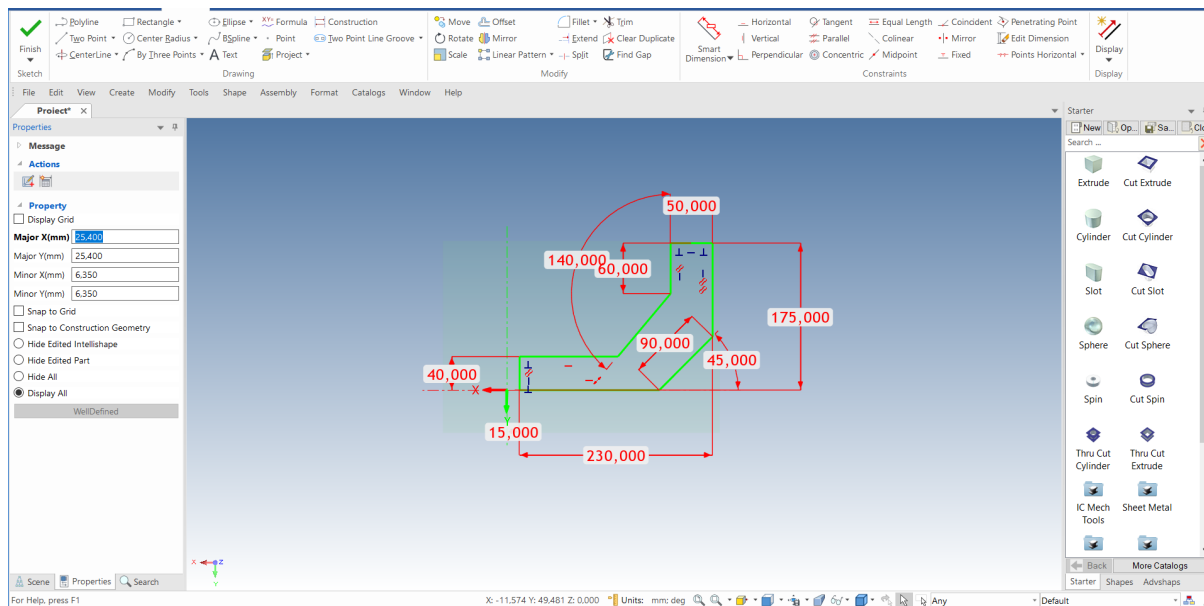 Polyline Rectangle Ellipse XY= Formula Construction Move Offset Fillet Trim Horizontal Tangent Equal Length Coincident Penetrating Point
Finish Two Point Center Radius BSpline Point Two Point Line Groove Rotate Mirror Extend Clear Duplicate Smart Dimension Vertical Parallel Colinear Mirror Edit Dimension Display
CenterLine By Three Points Text Project Scale Linear Pattern Split Find Gap Perpendicular Concentric Midpoint Fixed Points Horizontal
Sketch Drawing Modify Constraints Display
File Edit View Create Modify Tools Shape Assembly Format Catalogs Window Help
Project* Starter
Properties New Op... Sa... Clo
Message Search ...
Actions
Extrude Cut Extrude
Property
Display Grid
Major X(mm) 25,400
Major Y(mm) 25,400
Cylinder Cut Cylinder
Minor X(mm) 6,350
Minor Y(mm) 6,350
Snap to Grid
Slot Cut Slot
Snap to Construction Geometry
Hide Edited Intellishape
Hide Edited Part
Sphere Cut Sphere
Hide All
Display All
WellDefined
Spin Cut Spin
50,000
140,000
60,000
175,000
90,000
45,000
40,000
X
Y
15,000
230,000
Thru Cut Cylinder Thru Cut Extrude
IC Mech Tools Sheet Metal
X Z
Y
Back More Catalogs
Scene Properties Search Starter Shapes Advshaps
For Help, press F1 X: -11,574 Y: 49,481 Z: 0,000 Units: mm; deg Any Default